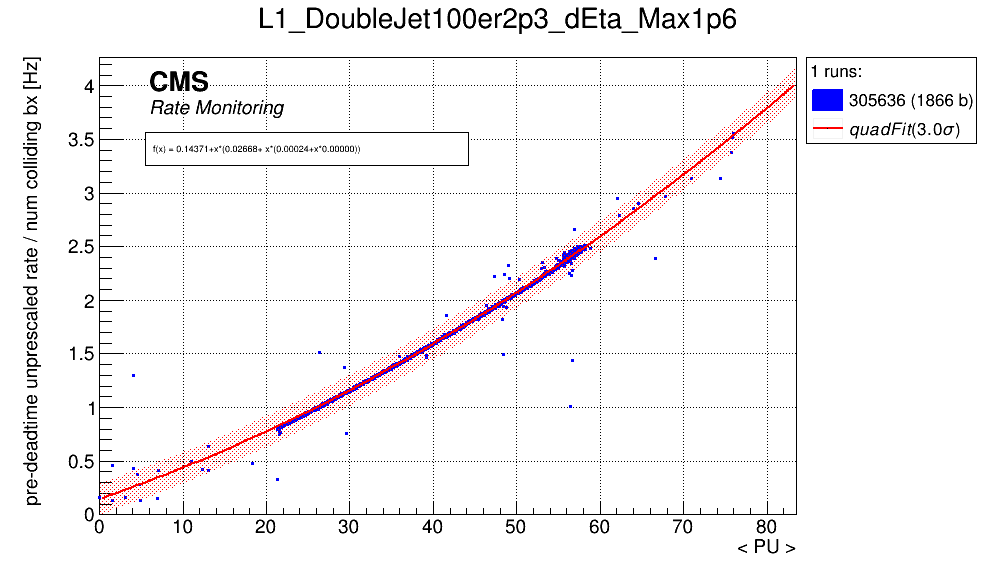 L1_DoubleJet100er2p3_dEta_Max1p6
pre-deadtime unprescaled rate / num colliding bx [Hz]
CMS
Rate Monitoring
f(x) = 0.14371+x*(0.02668+ x*(0.00024+x*0.00000))
1 runs:
305636 (1866 b)
quadFit(3.0σ)
4
3.5
3
2.5
2
1.5
1
0.5
0
0 10 20 30 40 50 60 70 80
< PU >